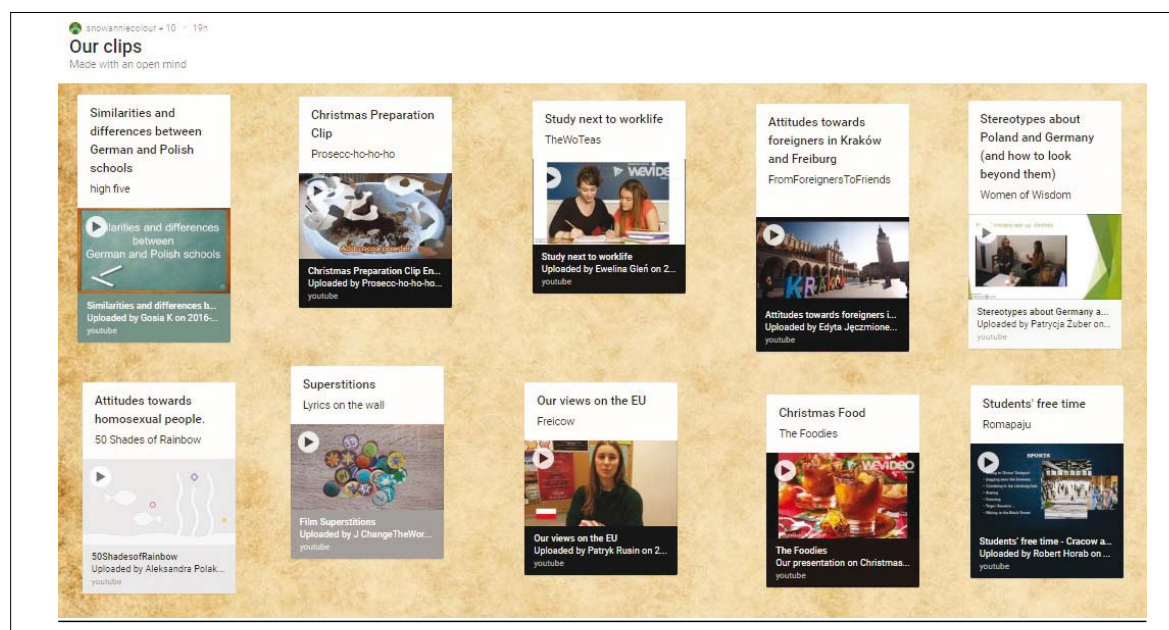 snowanniecolour + 10 · 19h
Our clips
Made with an open mind
Similarities and
differences between
German and Polish
schools
high five
ilarities and differences
between
German and Polish schools
Similarities and differences b...
Uploaded by Gosia K on 2016-...
youtube
Christmas Preparation
Clip
Prosecc-ho-ho-ho
Add cocoa powder
Christmas Preparation Clip En...
Uploaded by Prosecc-ho-ho-ho...
youtube
Study next to worklife
TheWoTeas
WEVIDEO
Study next to worklife
Uploaded by Ewelina Gleń on 2...
youtube
Attitudes towards
foreigners in Kraków
and Freiburg
FromForeignersToFriends
KRAKÓW
Attitudes towards foreigners i...
Uploaded by Edyta Jęczmione...
youtube
Stereotypes about
Poland and Germany
(and how to look
beyond them)
Women of Wisdom
Stereotypes about Germany a...
Uploaded by Patrycja Żuber on...
youtube
Attitudes towards
homosexual people.
50 Shades of Rainbow
50ShadesofRainbow
Uploaded by Aleksandra Polak...
youtube
Superstitions
Lyrics on the wall
Film Superstitions
Uploaded by J ChangeTheWor...
youtube
Our views on the EU
Freicow
Our views on the EU
Uploaded by Patryk Rusin on 2...
youtube
Christmas Food
The Foodies
WEVIDEO
The Foodies
Our presentation on Christmas...
youtube
Students' free time
Romapaju
SPORTS
Students' free time - Cracow a...
Uploaded by Robert Horab on ...
youtube